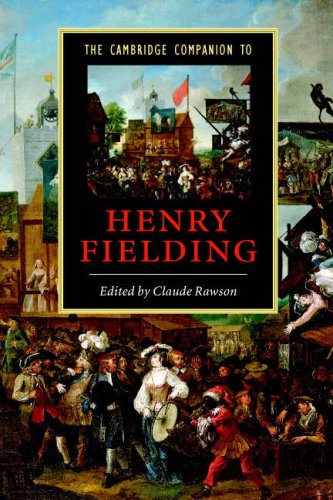 THE CAMBRIDGE COMPANION TO
HENRY
FIELDING
Edited by Claude Rawson